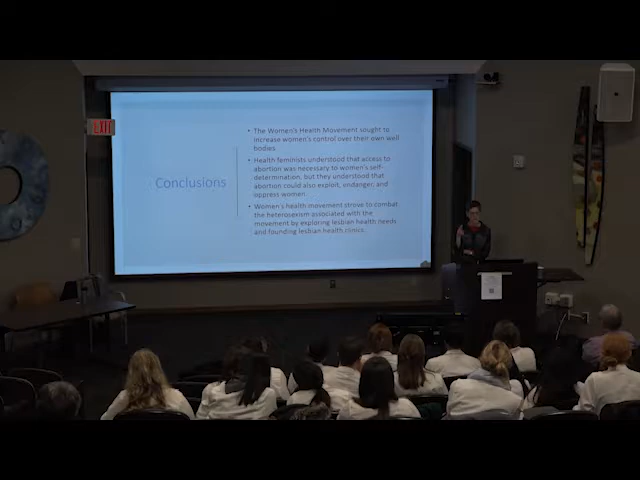 EXIT
Conclusions
• The Women's Health Movement sought to
increase women's control over their own well
bodies.
• Health feminists understood that access to
abortion was necessary to women's self-
determination, but they understood that
abortion could also exploit, endanger, and
oppress women.
• Women's health movement strove to combat
the heterosexism associated with the
movement by exploring lesbian health needs
and founding lesbian health clinics.